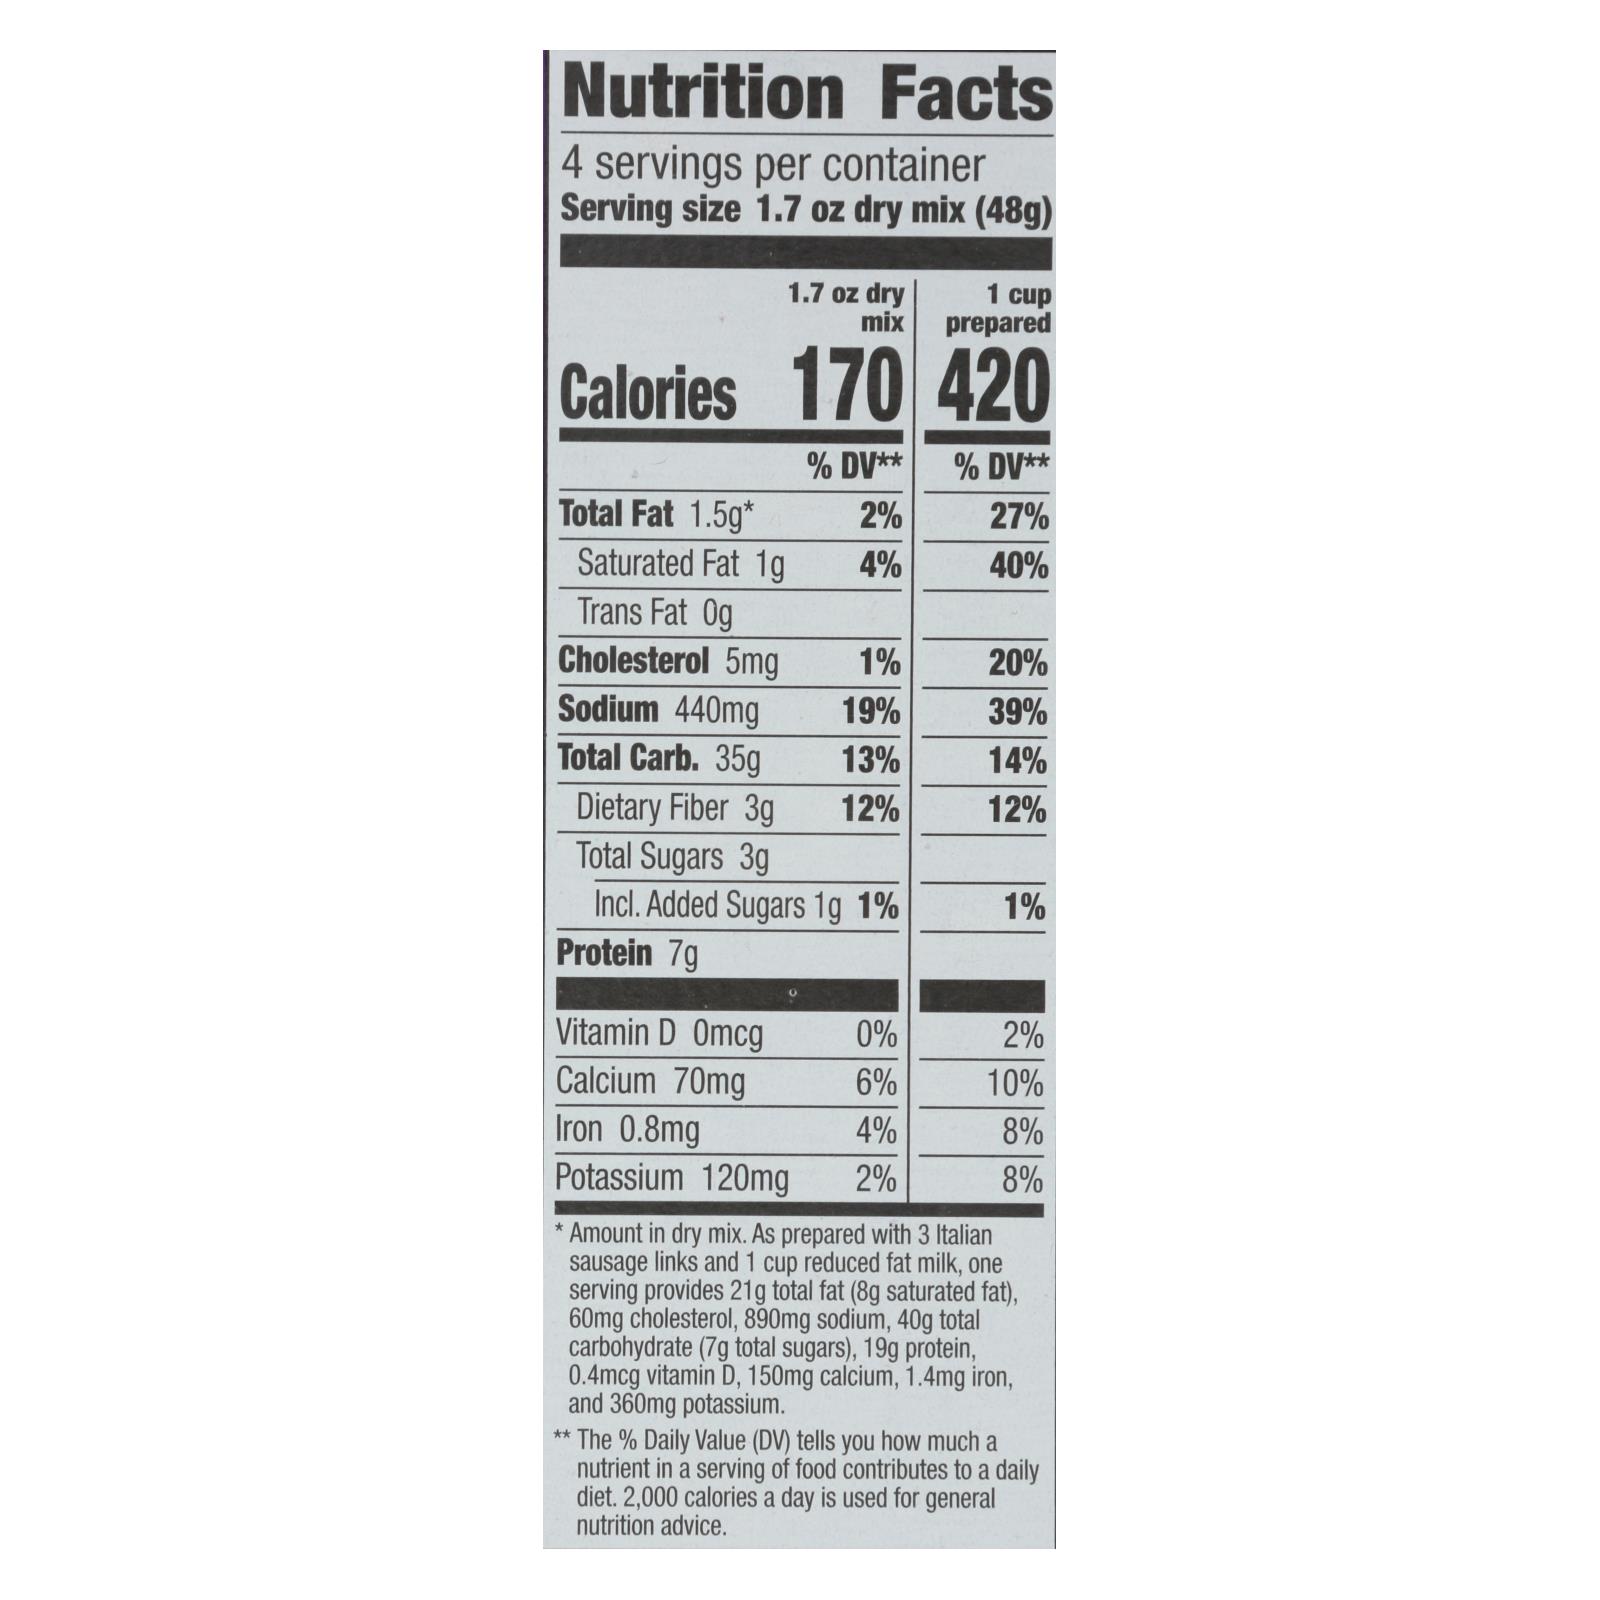 Nutrition Facts
4 servings per container
Serving size 1.7 oz dry mix (48g)
1.7 oz dry mix
1 cup prepared
Calories 170 420
% DV** % DV**
Total Fat 1.5g* 2% 27%
Saturated Fat 1g 4% 40%
Trans Fat 0g
Cholesterol 5mg 1% 20%
Sodium 440mg 19% 39%
Total Carb. 35g 13% 14%
Dietary Fiber 3g 12% 12%
Total Sugars 3g
Incl. Added Sugars 1g 1% 1%
Protein 7g
Vitamin D 0mcg 0% 2%
Calcium 70mg 6% 10%
Iron 0.8mg 4% 8%
Potassium 120mg 2% 8%
* Amount in dry mix. As prepared with 3 Italian
sausage links and 1 cup reduced fat milk, one
serving provides 21g total fat (8g saturated fat),
60mg cholesterol, 890mg sodium, 40g total
carbohydrate (7g total sugars), 19g protein,
0.4mcg vitamin D, 150mg calcium, 1.4mg iron,
and 360mg potassium.
** The % Daily Value (DV) tells you how much a
nutrient in a serving of food contributes to a daily
diet. 2,000 calories a day is used for general
nutrition advice.